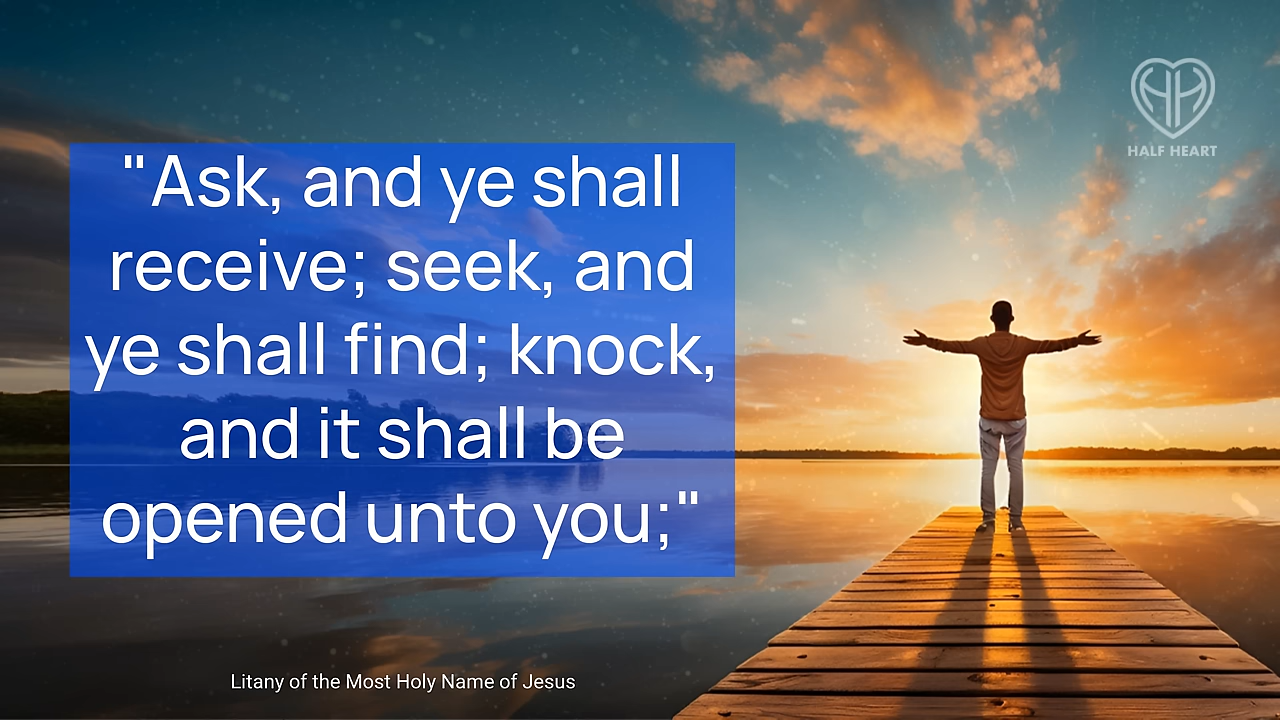 "Ask, and ye shall
receive; seek, and
ye shall find; knock,
and it shall be
opened unto you;"
HALF HEART
Litany of the Most Holy Name of Jesus